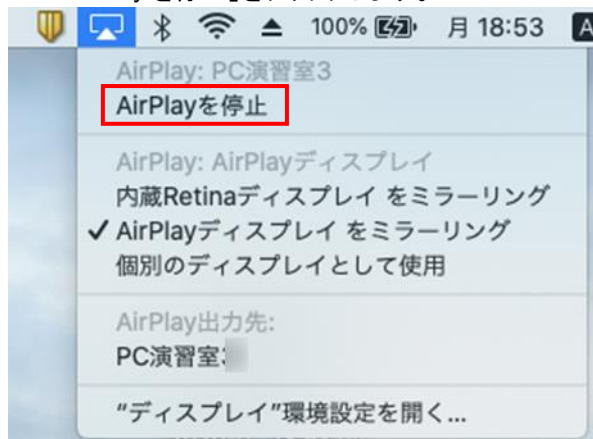 100% 月 18:53 A
AirPlay: PC演習室3
AirPlayを停止
AirPlay: AirPlayディスプレイ
内蔵Retinaディスプレイ をミラーリング
✓ AirPlayディスプレイ をミラーリング
個別のディスプレイとして使用
AirPlay出力先:
PC演習室
“ディスプレイ”環境設定を開く...